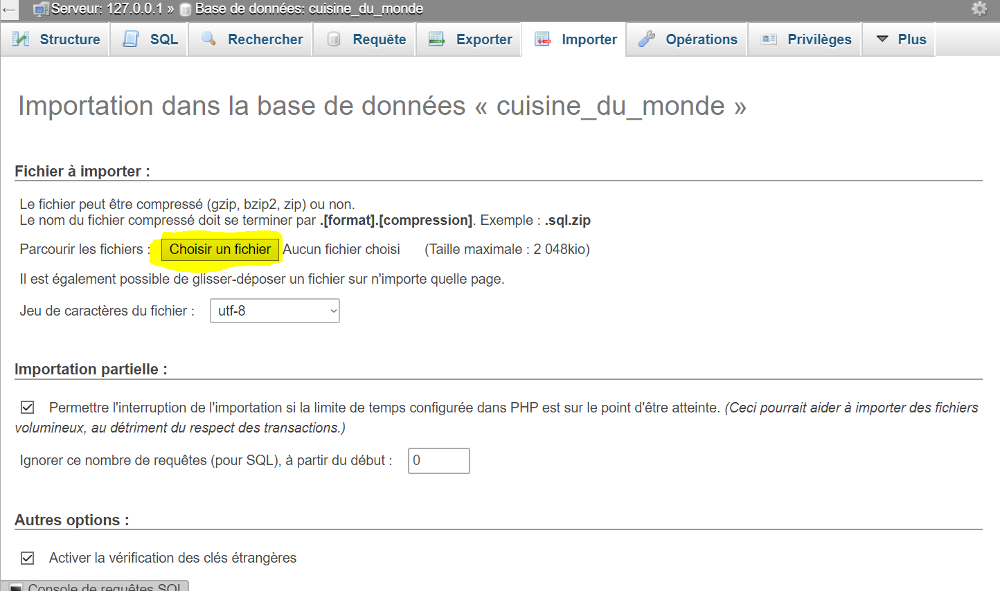 ← Serveur: 127.0.0.1 » Base de données: cuisine_du_monde
Structure SQL Rechercher Requête Exporter Importer Opérations Privilèges Plus
Importation dans la base de données « cuisine_du_monde »
Fichier à importer :
Le fichier peut être compressé (gzip, bzip2, zip) ou non.
Le nom du fichier compressé doit se terminer par .[format].[compression]. Exemple : .sql.zip
Parcourir les fichiers : Choisir un fichier Aucun fichier choisi (Taille maximale : 2 048kio)
Il est également possible de glisser-déposer un fichier sur n'importe quelle page.
Jeu de caractères du fichier : utf-8
Importation partielle :
Permettre l'interruption de l'importation si la limite de temps configurée dans PHP est sur le point d'être atteinte. (Ceci pourrait aider à importer des fichiers
volumineux, au détriment du respect des transactions.)
Ignorer ce nombre de requêtes (pour SQL), à partir du début : 0
Autres options :
Activer la vérification des clés étrangères
Console de requêtes SQL